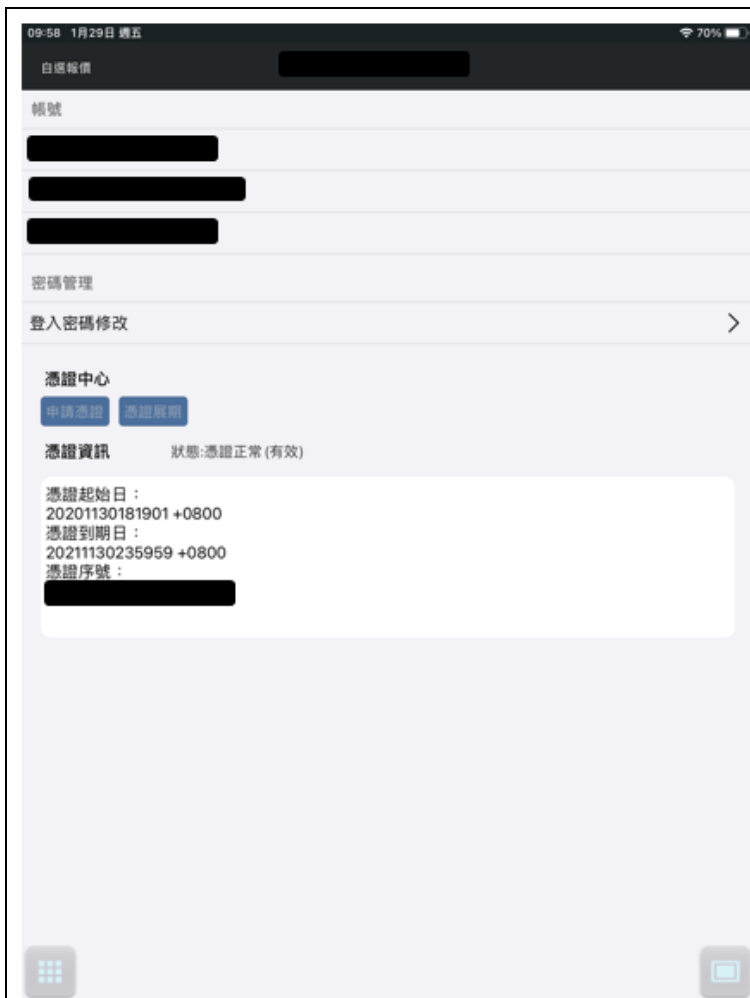 09:58 1月29日 週五
70%
自選報價
帳號
密碼管理
登入密碼修改
憑證中心
申請憑證 憑證展期
憑證資訊 狀態:憑證正常(有效)
憑證起始日：
20201130181901 +0800
憑證到期日：
20211130235959 +0800
憑證序號：